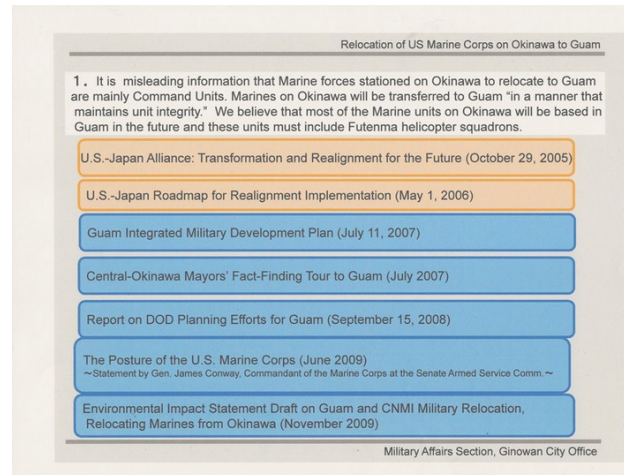 Relocation of US Marine Corps on Okinawa to Guam
1. It is misleading information that Marine forces stationed on Okinawa to relocate to Guam
are mainly Command Units. Marines on Okinawa will be transferred to Guam “in a manner that
maintains unit integrity.” We believe that most of the Marine units on Okinawa will be based in
Guam in the future and these units must include Futenma helicopter squadrons.
U.S.-Japan Alliance: Transformation and Realignment for the Future (October 29, 2005)
U.S.-Japan Roadmap for Realignment Implementation (May 1, 2006)
Guam Integrated Military Development Plan (July 11, 2007)
Central-Okinawa Mayors’ Fact-Finding Tour to Guam (July 2007)
Report on DOD Planning Efforts for Guam (September 15, 2008)
The Posture of the U.S. Marine Corps (June 2009)
～Statement by Gen. James Conway, Commandant of the Marine Corps at the Senate Armed Service Comm.～
Environmental Impact Statement Draft on Guam and CNMI Military Relocation,
Relocating Marines from Okinawa (November 2009)
Military Affairs Section, Ginowan City Office